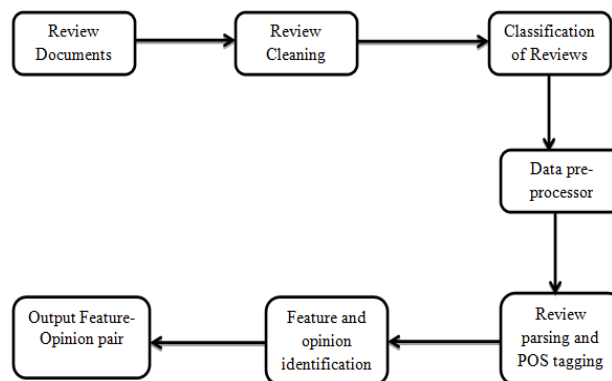 Review
Documents
Review
Cleaning
Classification
of Reviews
Data pre-
processor
Review
parsing and
POS tagging
Feature and
opinion
identification
Output Feature-
Opinion pair